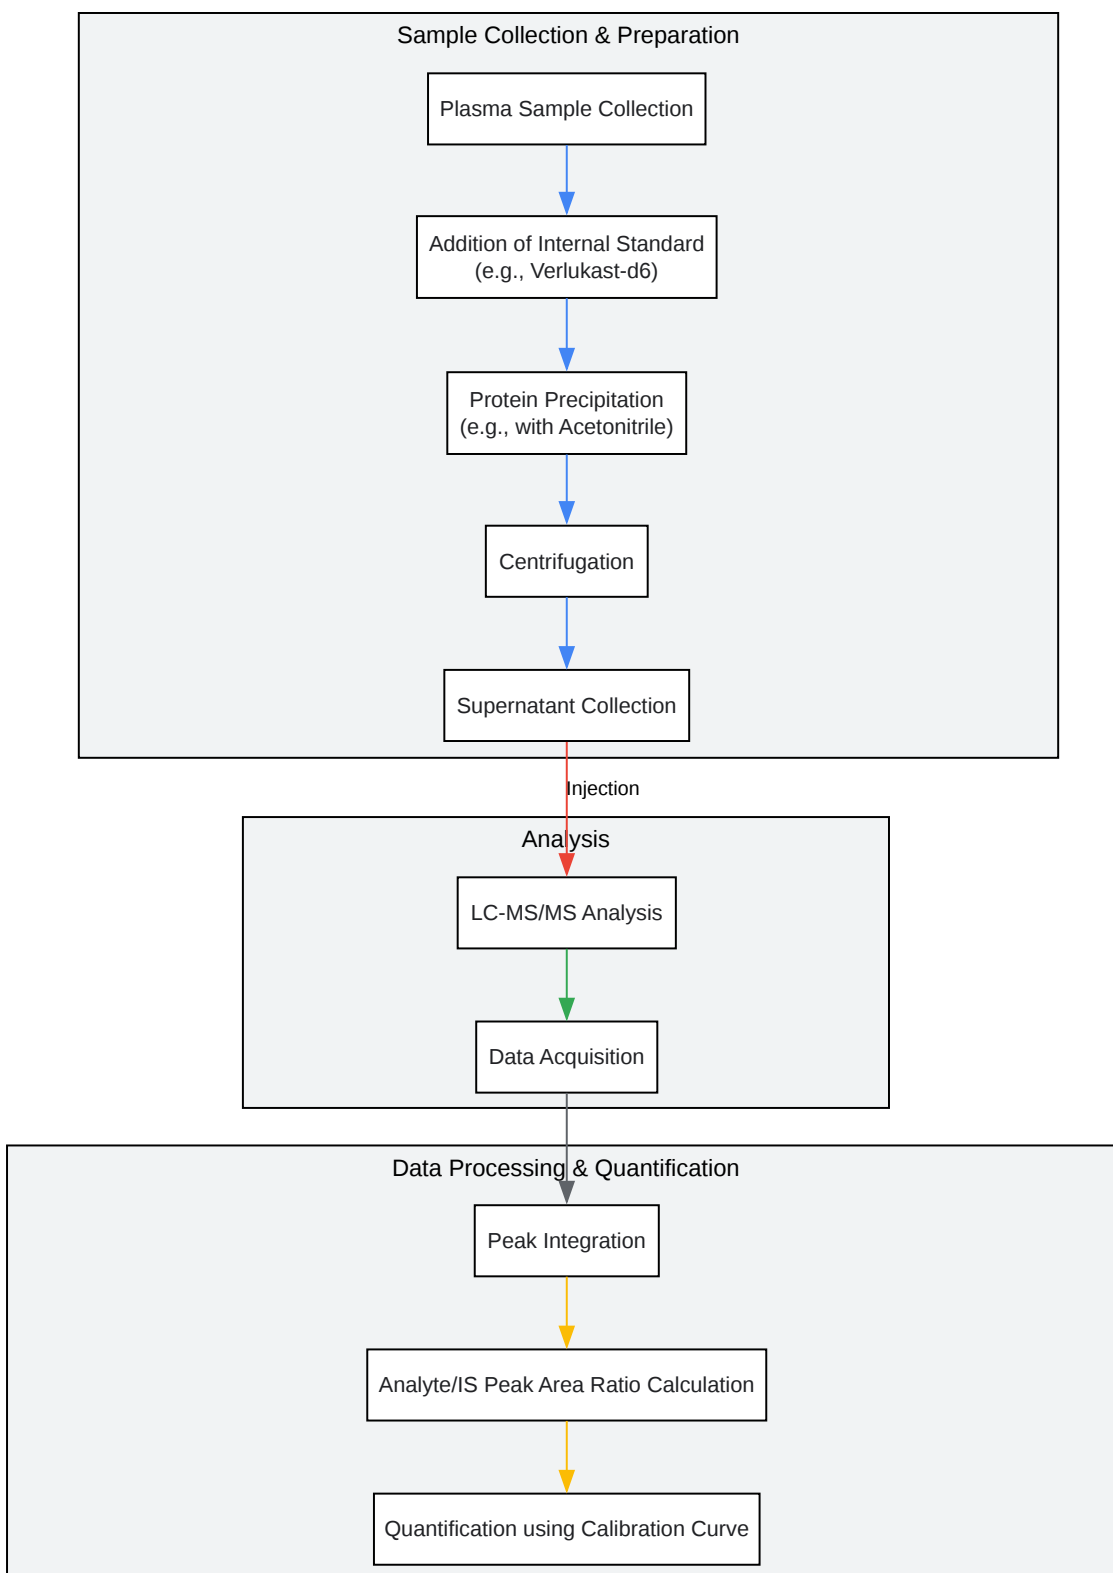 Sample Collection & Preparation
Plasma Sample Collection
Addition of Internal Standard
(e.g., Verlukast-d6)
Protein Precipitation
(e.g., with Acetonitrile)
Centrifugation
Supernatant Collection
Injection
Analysis
LC-MS/MS Analysis
Data Acquisition
Data Processing & Quantification
Peak Integration
Analyte/IS Peak Area Ratio Calculation
Quantification using Calibration Curve